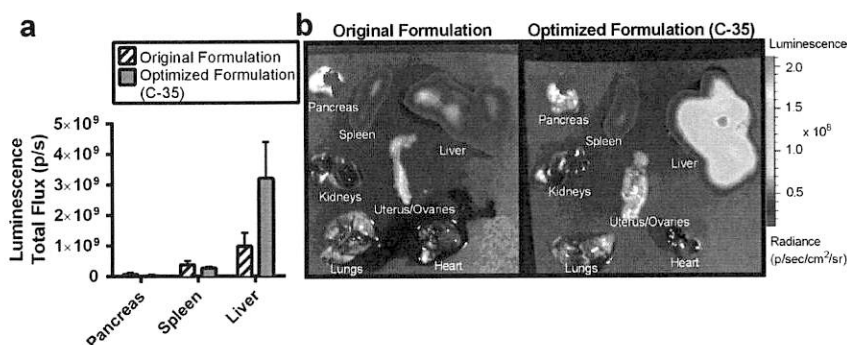 a
Original Formulation
Optimized Formulation
(C-35)
Luminescence
Total Flux (p/s)
5×10⁹
4×10⁹
3×10⁹
2×10⁹
1×10⁹
0
Pancreas
Spleen
Liver
b
Original Formulation
Optimized Formulation (C-35)
Pancreas
Spleen
Liver
Kidneys
Uterus/Ovaries
Lungs
Heart
Pancreas
Spleen
Liver
Kidneys
Uterus/Ovaries
Lungs
Heart
Luminescence
2.0
1.5
1.0
0.5
Radiance
(p/sec/cm²/sr)